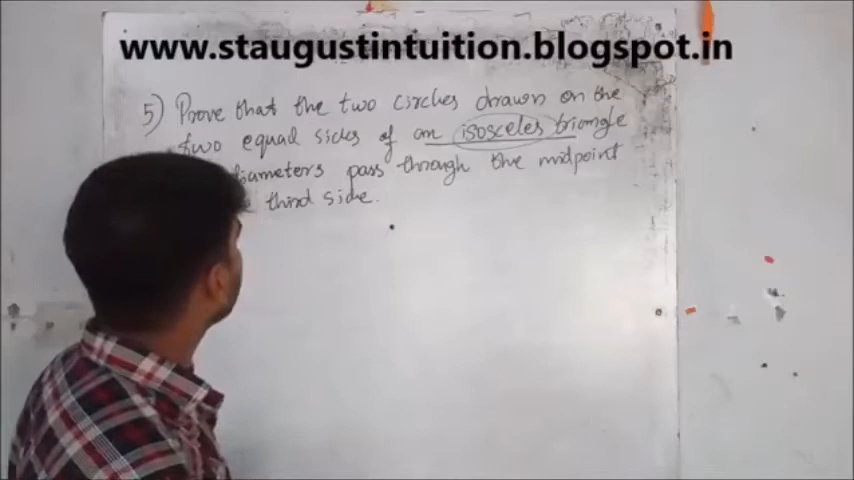 www.staugustintuition.blogspot.in
5) Prove that the two circles drawn on the
two equal sides of an isosceles triangle
diameters pass through the midpoint
third side.